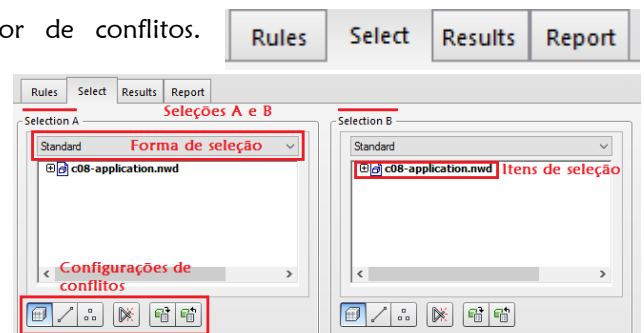 or de conflitos.
Rules Select Results Report
Rules Select Results Report
Seleções A e B
Selection A Selection B
Standard Forma de seleção Standard
c08-application.nwd c08-application.nwd Itens de seleção
Configurações de
conflitos